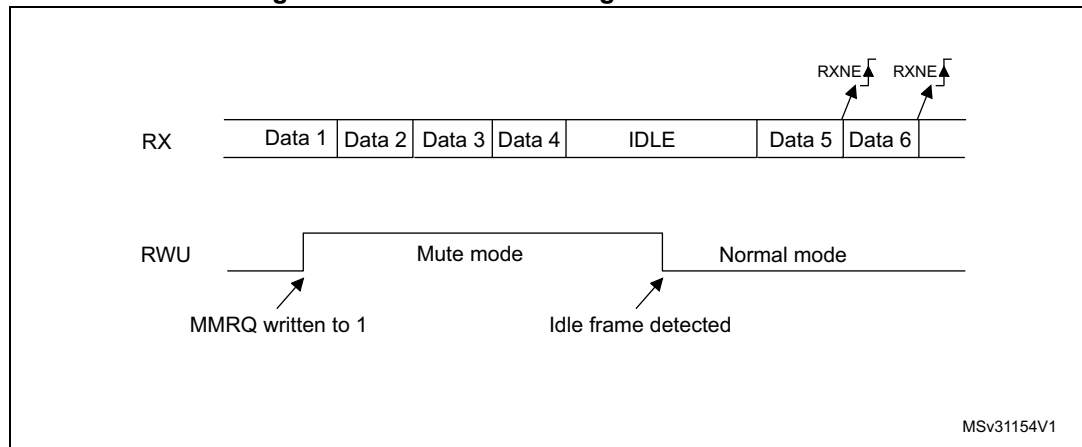 RXNE RXNE
RX Data 1 Data 2 Data 3 Data 4 IDLE Data 5 Data 6
RWU Mute mode Normal mode
MMRQ written to 1 Idle frame detected
MSv31154V1